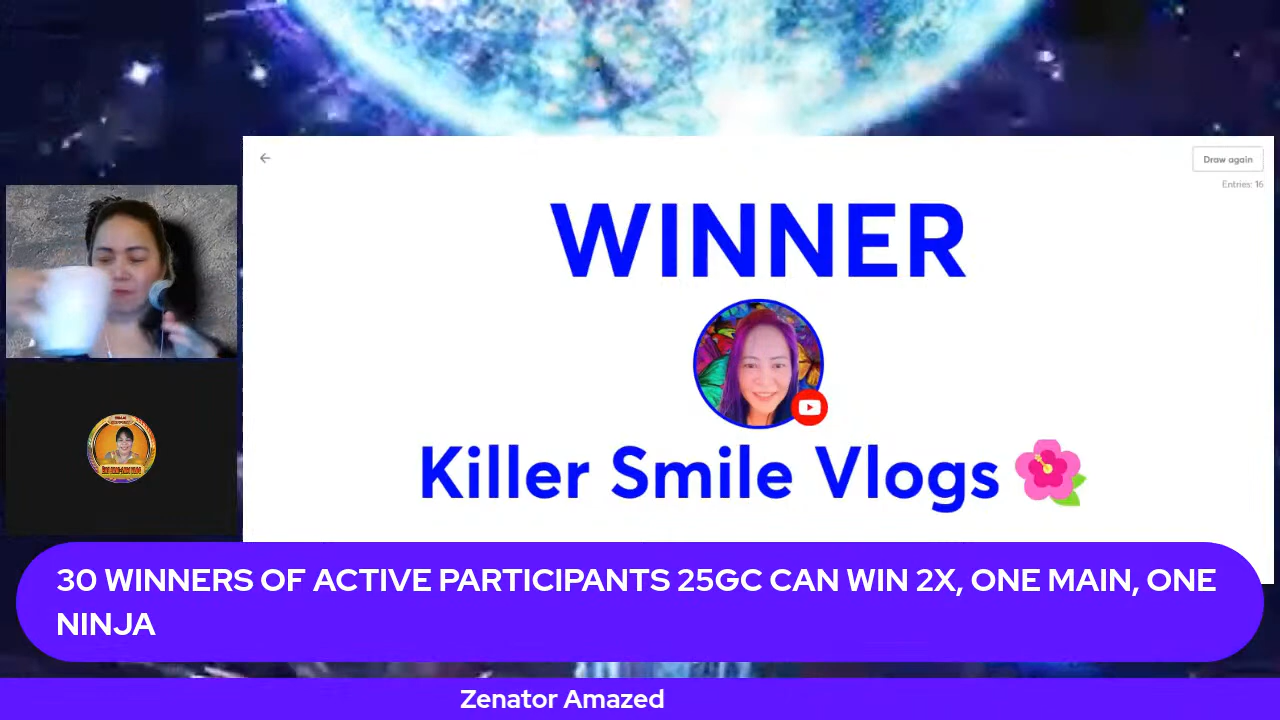 Draw again
Entries: 16
WINNER
Killer Smile Vlogs
30 WINNERS OF ACTIVE PARTICIPANTS 25GC CAN WIN 2X, ONE MAIN, ONE
NINJA
Zenator Amazed